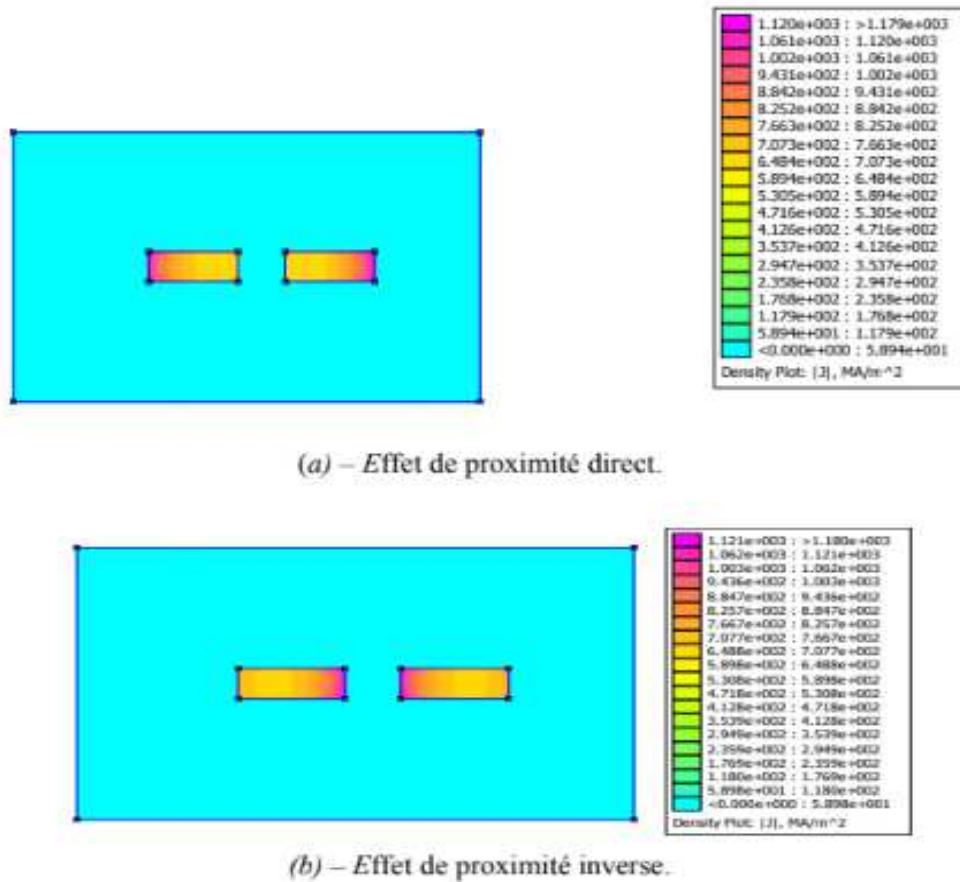 1.120e+003 : >1.179e+003
1.061e+003 : 1.120e+003
1.002e+003 : 1.061e+003
9.431e+002 : 1.002e+003
8.842e+002 : 9.431e+002
8.252e+002 : 8.842e+002
7.663e+002 : 8.252e+002
7.073e+002 : 7.663e+002
6.484e+002 : 7.073e+002
5.894e+002 : 6.484e+002
5.305e+002 : 5.894e+002
4.716e+002 : 5.305e+002
4.126e+002 : 4.716e+002
3.537e+002 : 4.126e+002
2.947e+002 : 3.537e+002
2.358e+002 : 2.947e+002
1.768e+002 : 2.358e+002
1.179e+002 : 1.768e+002
5.894e+001 : 1.179e+002
<0.000e+000 : 5.894e+001
Density Plot: |J|, MA/m^2
(a) – Effet de proximité direct.
1.121e+003 : >1.180e+003
1.062e+003 : 1.121e+003
1.003e+003 : 1.062e+003
9.436e+002 : 1.003e+003
8.847e+002 : 9.436e+002
8.257e+002 : 8.847e+002
7.667e+002 : 8.257e+002
7.077e+002 : 7.667e+002
6.488e+002 : 7.077e+002
5.898e+002 : 6.488e+002
5.308e+002 : 5.898e+002
4.718e+002 : 5.308e+002
4.128e+002 : 4.718e+002
3.539e+002 : 4.128e+002
2.949e+002 : 3.539e+002
2.359e+002 : 2.949e+002
1.769e+002 : 2.359e+002
1.180e+002 : 1.769e+002
5.898e+001 : 1.180e+002
<0.000e+000 : 5.898e+001
Density Plot: |J|, MA/m^2
(b) – Effet de proximité inverse.